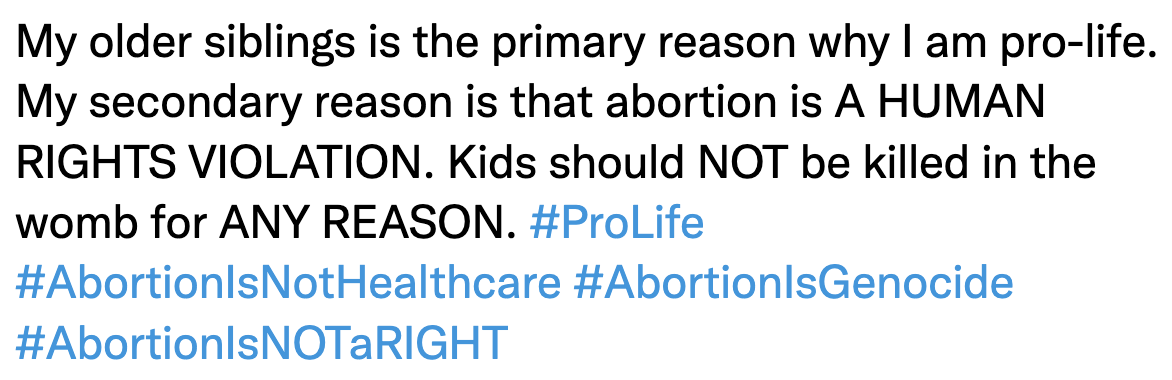 My older siblings is the primary reason why I am pro-life.
My secondary reason is that abortion is A HUMAN
RIGHTS VIOLATION. Kids should NOT be killed in the
womb for ANY REASON. #ProLife
#AbortionIsNotHealthcare #AbortionIsGenocide
#AbortionIsNOTaRIGHT